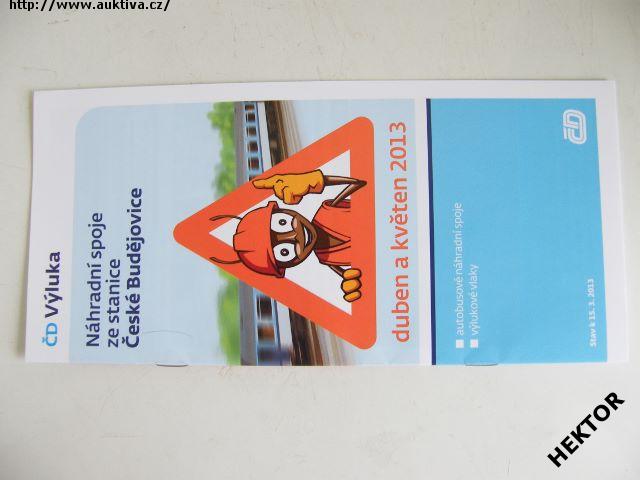 http://www.auktiva.cz/
ČD Výluka
Náhradní spoje
ze stanice
České Budějovice
duben a květen 2013
autobusové náhradní spoje
výlukové vlaky
Stav k 15. 3. 2013
ČD
HEKTOR